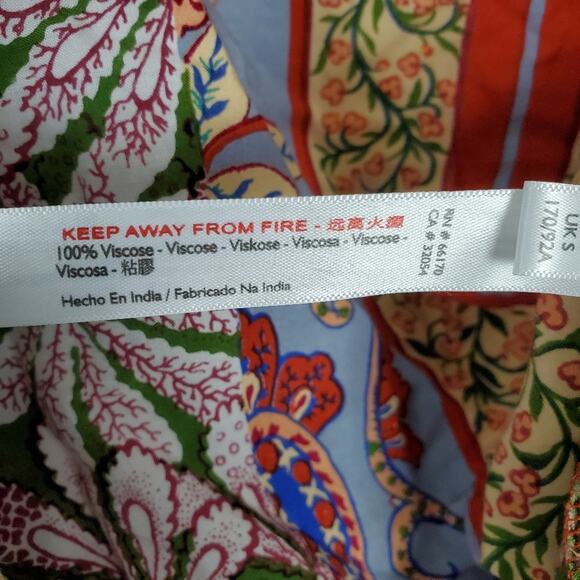 KEEP AWAY FROM FIRE - 远离火源
100% Viscose - Viscose - Viskose - Viscosa - Viscose -
Viscosa - 粘膠
Hecho En India / Fabricado Na India
RN # 66170
CA # 32054
UK S
170/92A